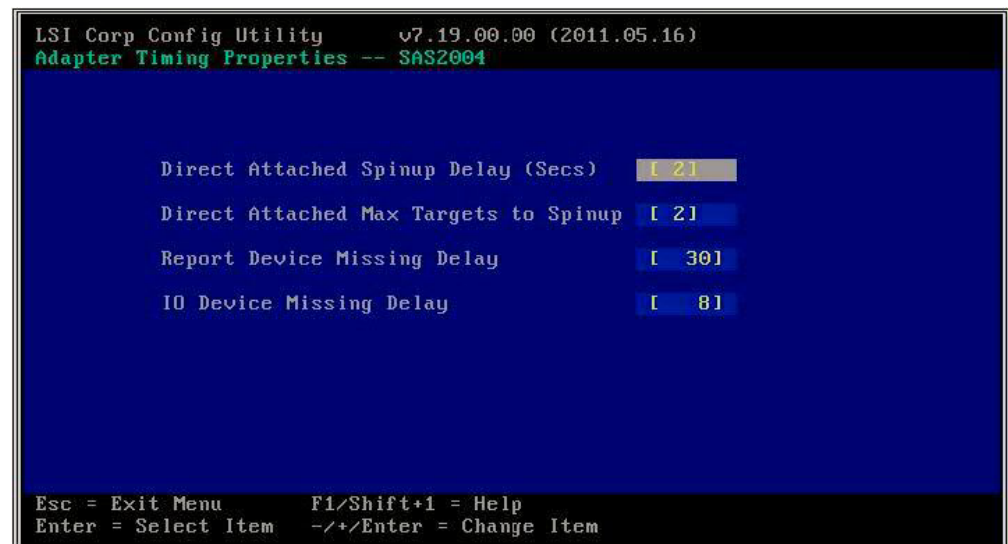 LSI Corp Config Utility v7.19.00.00 (2011.05.16)
Adapter Timing Properties -- SAS2004
Direct Attached Spinup Delay (Secs) [ 2]
Direct Attached Max Targets to Spinup [ 2]
Report Device Missing Delay [ 30]
IO Device Missing Delay [ 8]
Esc = Exit Menu F1/Shift+1 = Help
Enter = Select Item -/+/Enter = Change Item